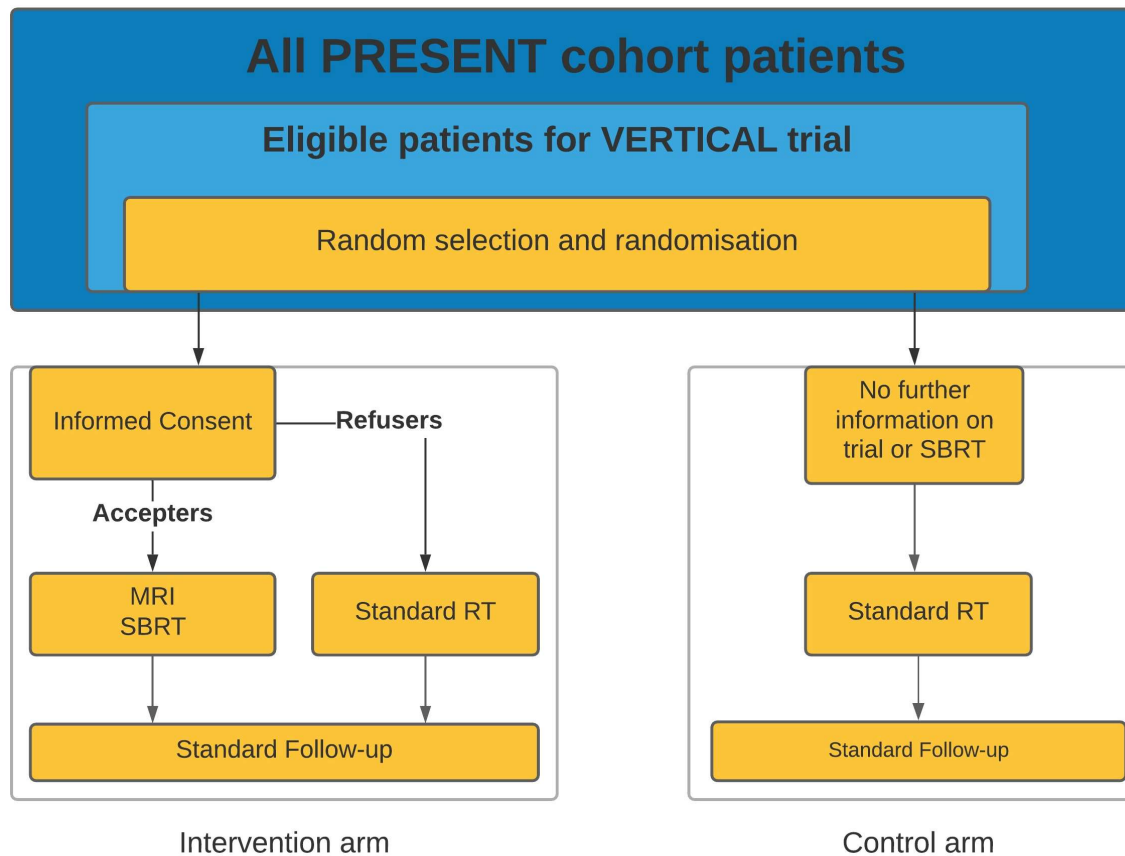 All PRESENT cohort patients
Eligible patients for VERTICAL trial
Random selection and randomisation
Informed Consent
Refusers
Accepters
MRI
SBRT
Standard RT
Standard Follow-up
Intervention arm
No further
information on
trial or SBRT
Standard RT
Standard Follow-up
Control arm